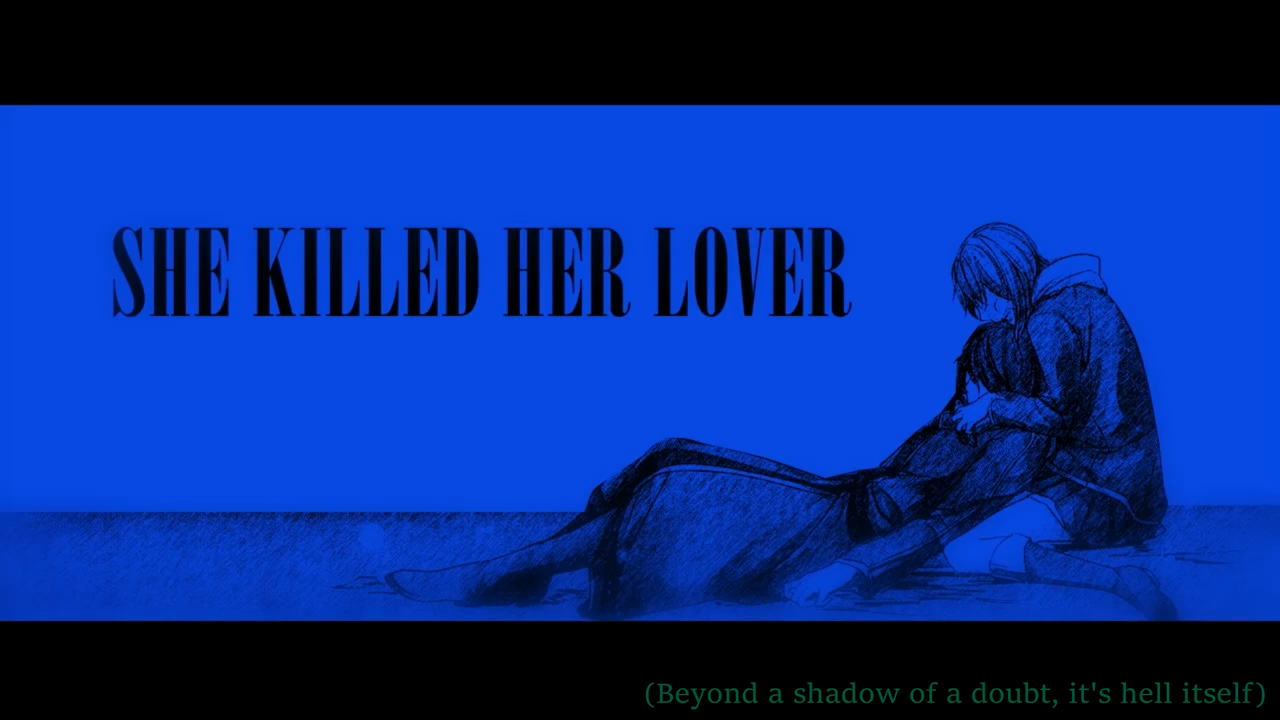 SHE KILLED HER LOVER
(Beyond a shadow of a doubt, it's hell itself)